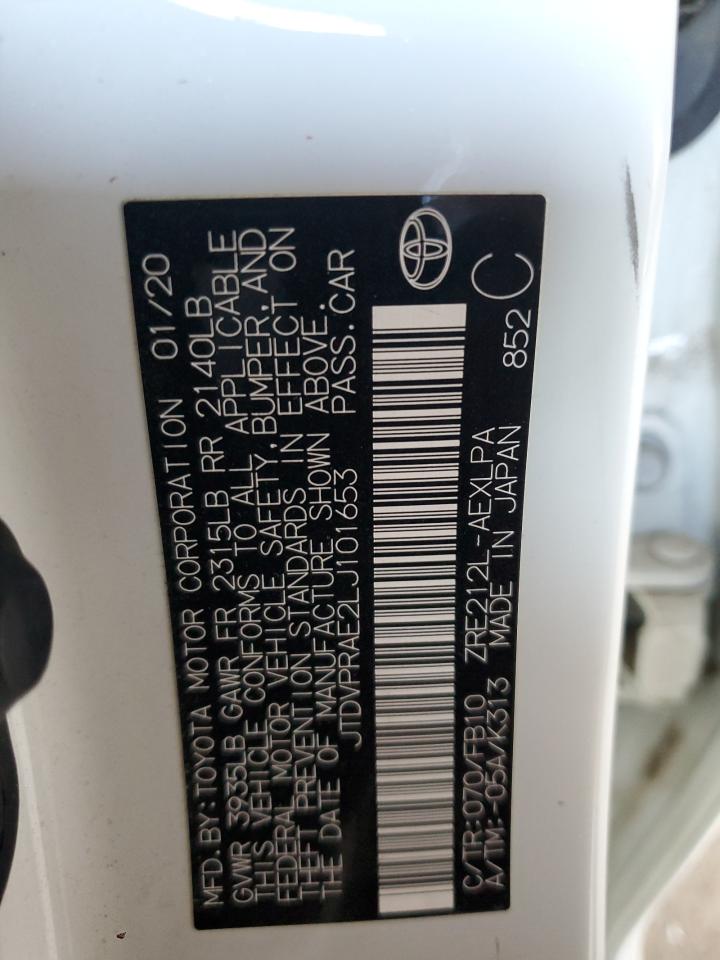 MFD. BY: TOYOTA MOTOR CORPORATION 01/20
GVWR 3935LB GAWR FR 2315LB RR 2140LB
THIS VEHICLE CONFORMS TO ALL APPLICABLE
FEDERAL MOTOR VEHICLE SAFETY, BUMPER, AND
THEFT PREVENTION STANDARDS IN EFFECT ON
THE DATE OF MANUFACTURE SHOWN ABOVE.
JTDVPRAE2LJ101653 PASS. CAR
C/TR: 070/FB10 ZRE212L-AEXLPA 852
A/TM: -05A/K313 MADE IN JAPAN C